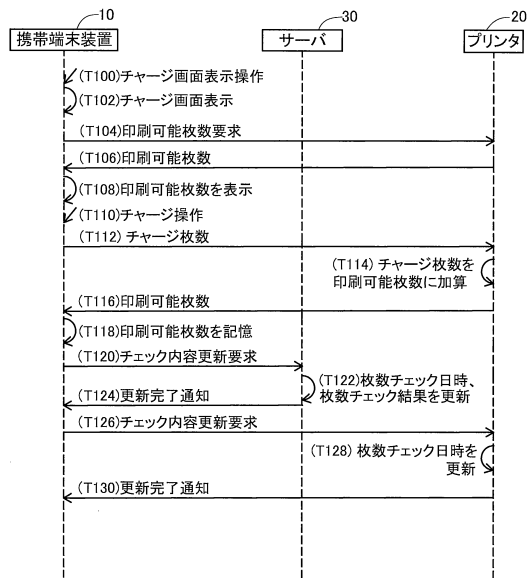 10
30
20
携帯端末装置
サーバ
プリンタ
(T100)チャージ画面表示操作
(T102)チャージ画面表示
(T104)印刷可能枚数要求
(T106)印刷可能枚数
(T108)印刷可能枚数を表示
(T110)チャージ操作
(T112) チャージ枚数
(T114) チャージ枚数を
印刷可能枚数に加算
(T116)印刷可能枚数
(T118)印刷可能枚数を記憶
(T120)チェック内容更新要求
(T122)枚数チェック日時、
枚数チェック結果を更新
(T124)更新完了通知
(T126)チェック内容更新要求
(T128) 枚数チェック日時を
更新
(T130)更新完了通知